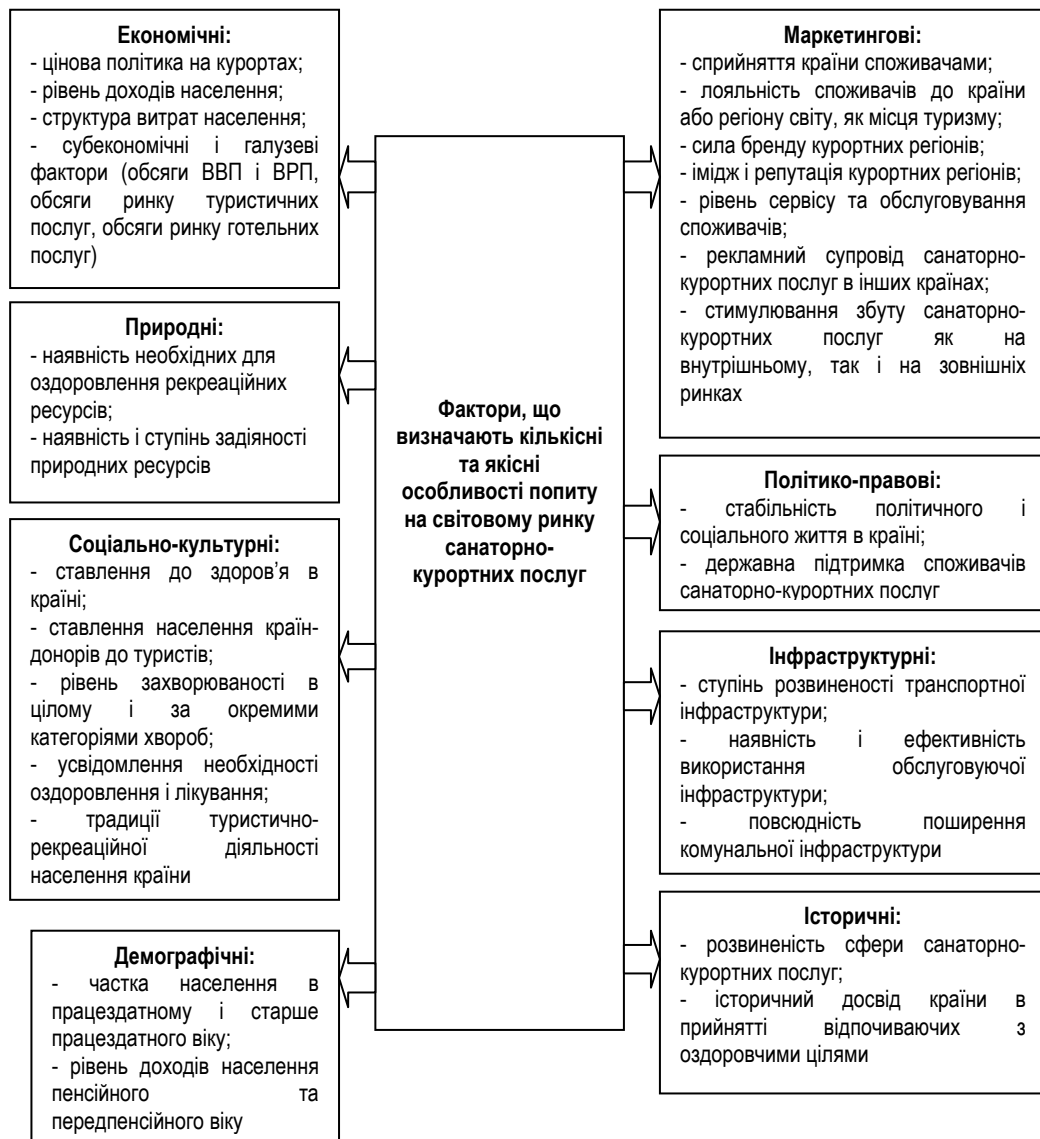 Економічні:
- цінова політика на курортах;
- рівень доходів населення;
- структура витрат населення;
- субекономічні і галузеві
фактори (обсяги ВВП і ВРП,
обсяги ринку туристичних
послуг, обсяги ринку готельних
послуг)
Природні:
- наявність необхідних для
оздоровлення рекреаційних
ресурсів;
- наявність і ступінь задіяності
природних ресурсів
Соціально-культурні:
- ставлення до здоров’я в
країні;
- ставлення населення країн-
донорів до туристів;
- рівень захворюваності в
цілому і за окремими
категоріями хвороб;
- усвідомлення необхідності
оздоровлення і лікування;
- традиції туристично-
рекреаційної діяльності
населення країни
Демографічні:
- частка населення в
працездатному і старше
працездатного віку;
- рівень доходів населення
пенсійного та
передпенсійного віку
Фактори, що
визначають кількісні
та якісні
особливості попиту
на світовому ринку
санаторно-
курортних послуг
Маркетингові:
- сприйняття країни споживачами;
- лояльність споживачів до країни
або регіону світу, як місця туризму;
- сила бренду курортних регіонів;
- імідж і репутація курортних регіонів;
- рівень сервісу та обслуговування
споживачів;
- рекламний супровід санаторно-
курортних послуг в інших країнах;
- стимулювання збуту санаторно-
курортних послуг як на
внутрішньому, так і на зовнішніх
ринках
Політико-правові:
- стабільність політичного і
соціального життя в країні;
- державна підтримка споживачів
санаторно-курортних послуг
Інфраструктурні:
- ступінь розвиненості транспортної
інфраструктури;
- наявність і ефективність
використання обслуговуючої
інфраструктури;
- повсюдність поширення
комунальної інфраструктури
Історичні:
- розвиненість сфери санаторно-
курортних послуг;
- історичний досвід країни в
прийнятті відпочиваючих з
оздоровчими цілями